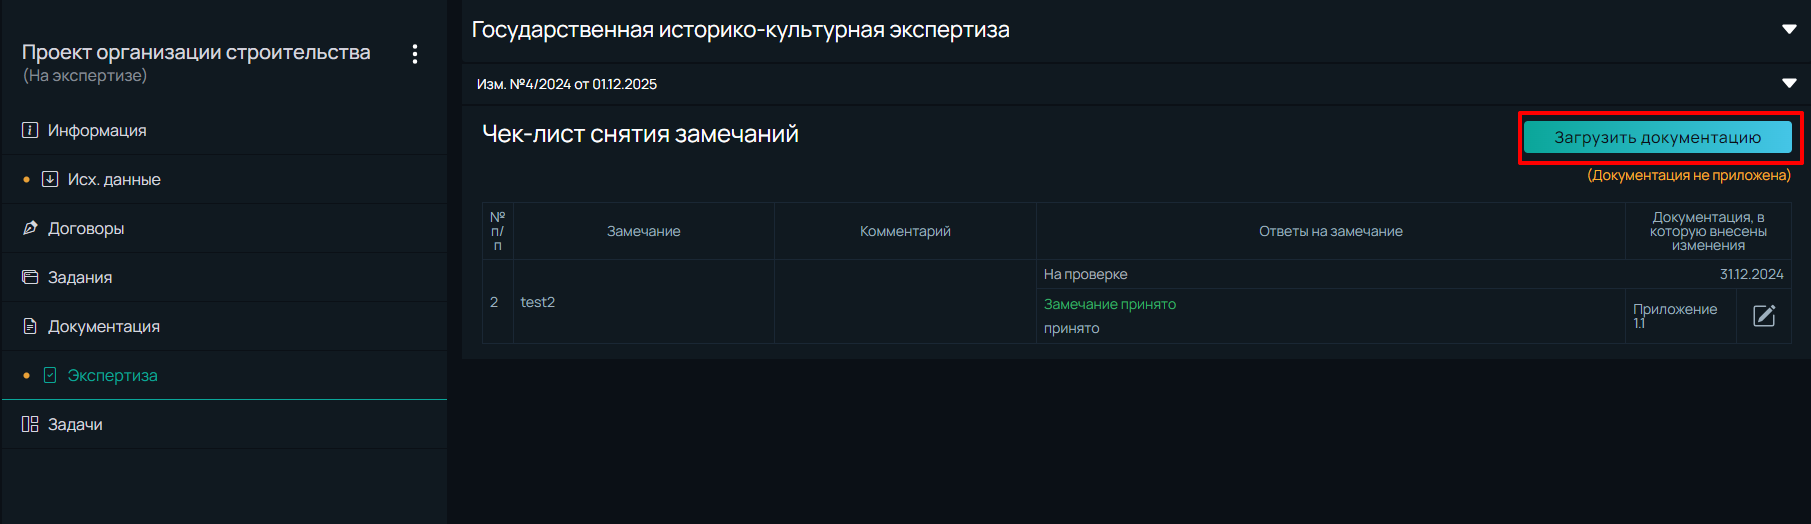 Проект организации строительства
(На экспертизе)
Информация
Исх. данные
Договоры
Задания
Документация
Экспертиза
Задачи
Государственная историко-культурная экспертиза
Изм. №4/2024 от 01.12.2025
Чек-лист снятия замечаний
Загрузить документацию
(Документация не приложена)
№
п/
п
Замечание
Комментарий
Ответы на замечание
Документация, в
которую внесены
изменения
2
test2
На проверке
31.12.2024
Замечание принято
принято
Приложение
1.1